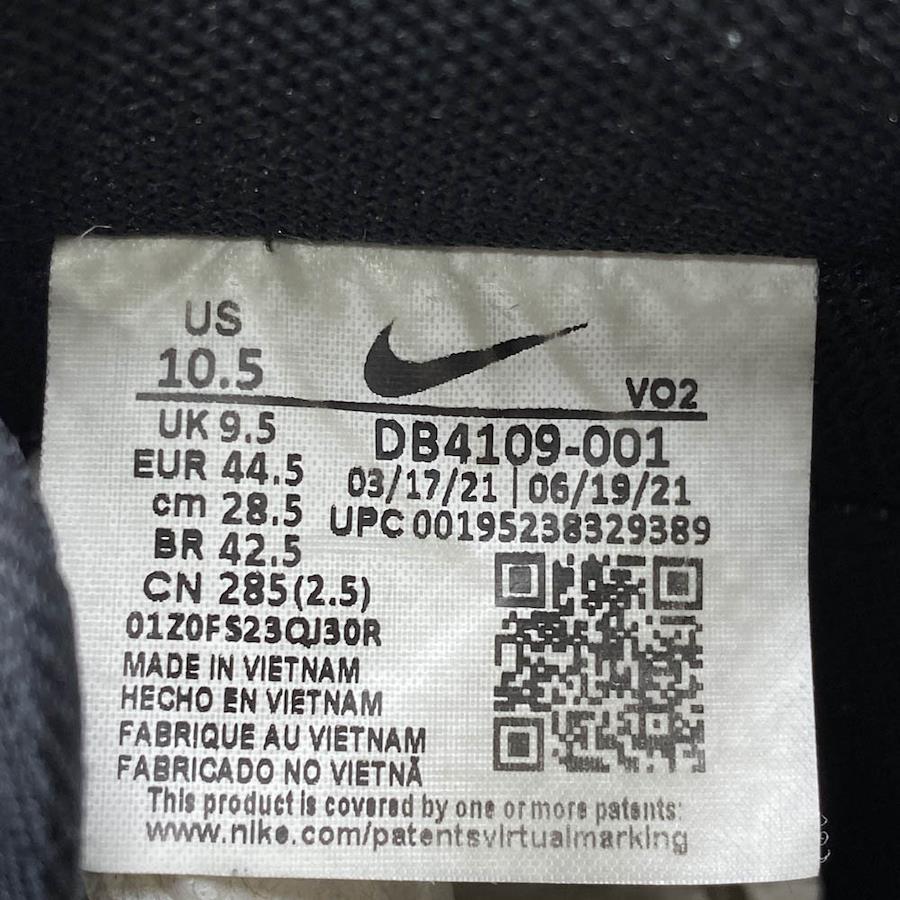 US
10.5
VO2
UK 9.5
DB4109-001
EUR 44.5
03/17/21 | 06/19/21
cm 28.5
UPC 00195238329389
BR 42.5
CN 285(2.5)
01Z0FS23QJ30R
MADE IN VIETNAM
HECHO EN VIETNAM
FABRIQUE AU VIETNAM
FABRICADO NO VIETNÃ
This product is covered by one or more patents:
www.nike.com/patentsvirtualmarking